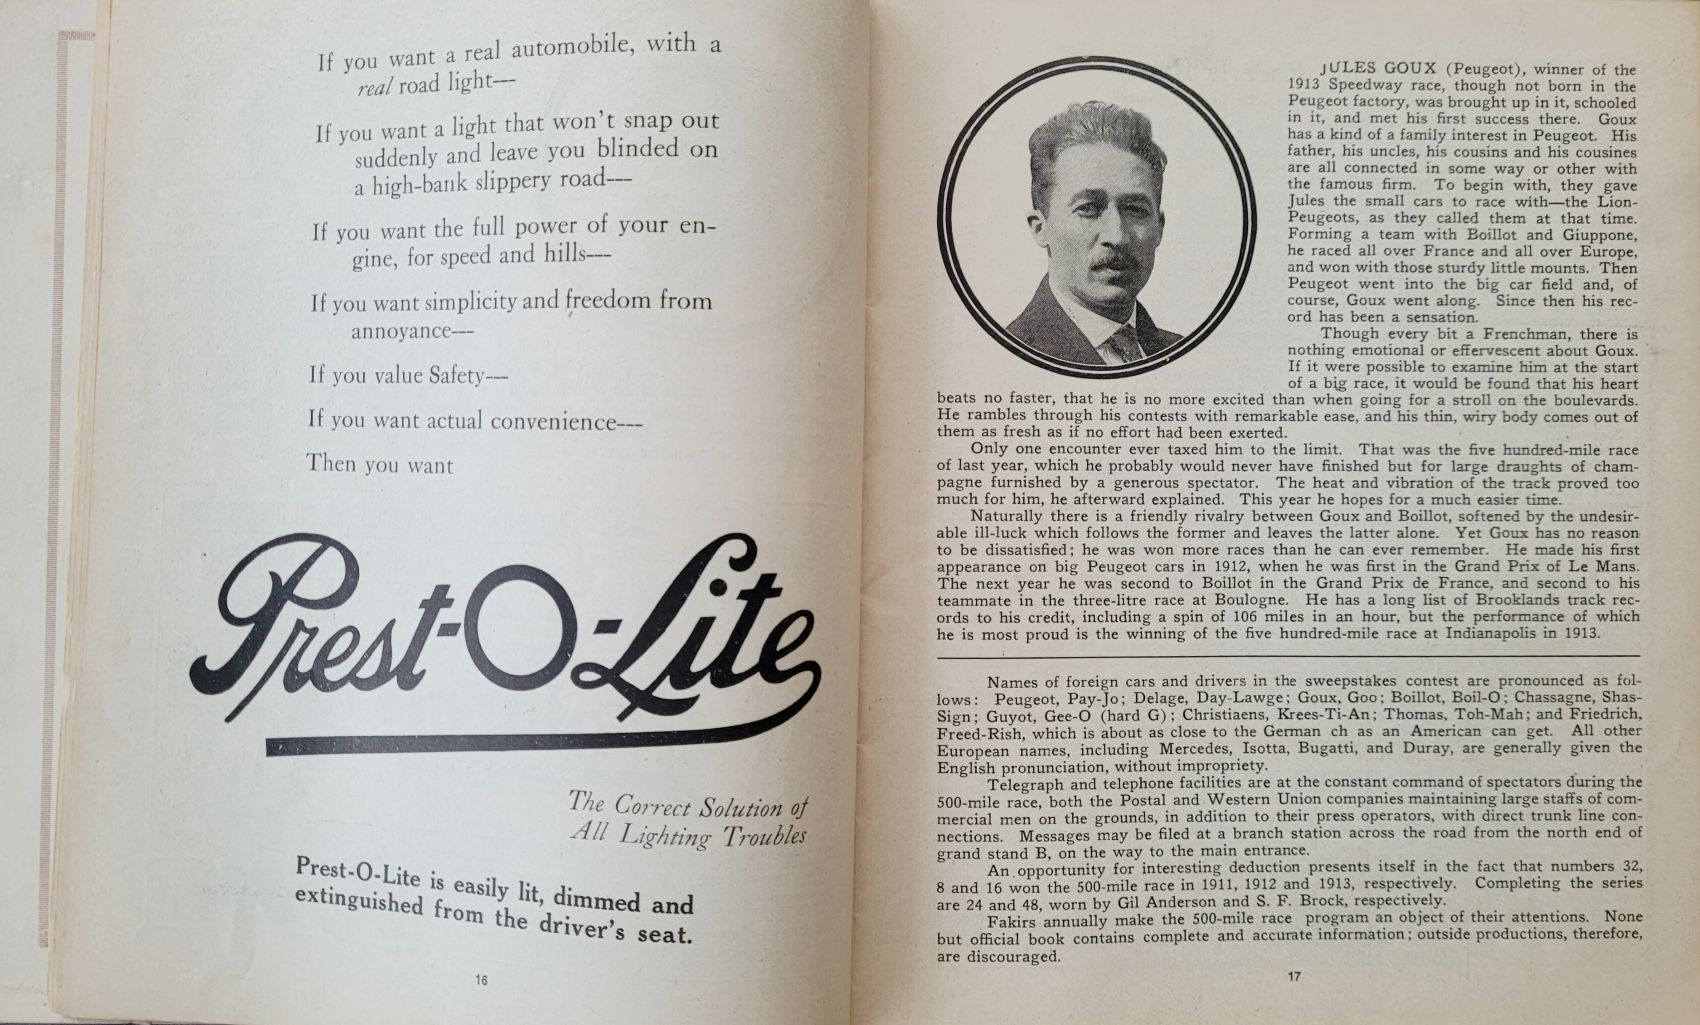 If you want a real automobile, with a
real road light---
If you want a light that won't snap out
suddenly and leave you blinded on
a high-bank slippery road---
If you want the full power of your en-
gine, for speed and hills---
If you want simplicity and freedom from
annoyance---
If you value Safety---
If you want actual convenience---
Then you want
Prest-O-Lite
The Correct Solution of
All Lighting Troubles
Prest-O-Lite is easily lit, dimmed and
extinguished from the driver's seat.
16
JULES GOUX (Peugeot), winner of the
1913 Speedway race, though not born in the
Peugeot factory, was brought up in it, schooled
in it, and met his first success there. Goux
has a kind of a family interest in Peugeot. His
father, his uncles, his cousins and his cousines
are all connected in some way or other with
the famous firm. To begin with, they gave
Jules the small cars to race with—the Lion-
Peugeots, as they called them at that time.
Forming a team with Boillot and Giuppone,
he raced all over France and all over Europe,
and won with those sturdy little mounts. Then
Peugeot went into the big car field and, of
course, Goux went along. Since then his rec-
ord has been a sensation.
Though every bit a Frenchman, there is
nothing emotional or effervescent about Goux.
If it were possible to examine him at the start
of a big race, it would be found that his heart
beats no faster, that he is no more excited than when going for a stroll on the boulevards.
He rambles through his contests with remarkable ease, and his thin, wiry body comes out of
them as fresh as if no effort had been exerted.
Only one encounter ever taxed him to the limit. That was the five hundred-mile race
of last year, which he probably would never have finished but for large draughts of cham-
pagne furnished by a generous spectator. The heat and vibration of the track proved too
much for him, he afterward explained. This year he hopes for a much easier time.
Naturally there is a friendly rivalry between Goux and Boillot, softened by the undesir-
able ill-luck which follows the former and leaves the latter alone. Yet Goux has no reason
to be dissatisfied; he was won more races than he can ever remember. He made his first
appearance on big Peugeot cars in 1912, when he was first in the Grand Prix of Le Mans.
The next year he was second to Boillot in the Grand Prix de France, and second to his
teammate in the three-litre race at Boulogne. He has a long list of Brooklands track rec-
ords to his credit, including a spin of 106 miles in an hour, but the performance of which
he is most proud is the winning of the five hundred-mile race at Indianapolis in 1913.
Names of foreign cars and drivers in the sweepstakes contest are pronounced as fol-
lows: Peugeot, Pay-Jo; Delage, Day-Lawge; Goux, Goo; Boillot, Boil-O; Chassagne, Shas-
Sign; Guyot, Gee-O (hard G); Christiaens, Krees-Ti-An; Thomas, Toh-Mah; and Friedrich,
Freed-Rish, which is about as close to the German ch as an American can get. All other
European names, including Mercedes, Isotta, Bugatti, and Duray, are generally given the
English pronunciation, without impropriety.
Telegraph and telephone facilities are at the constant command of spectators during the
500-mile race, both the Postal and Western Union companies maintaining large staffs of com-
mercial men on the grounds, in addition to their press operators, with direct trunk line con-
nections. Messages may be filed at a branch station across the road from the north end of
grand stand B, on the way to the main entrance.
An opportunity for interesting deduction presents itself in the fact that numbers 32,
8 and 16 won the 500-mile race in 1911, 1912 and 1913, respectively. Completing the series
are 24 and 48, worn by Gil Anderson and S. F. Brock, respectively.
Fakirs annually make the 500-mile race program an object of their attentions. None
but official book contains complete and accurate information; outside productions, therefore,
are discouraged.
17